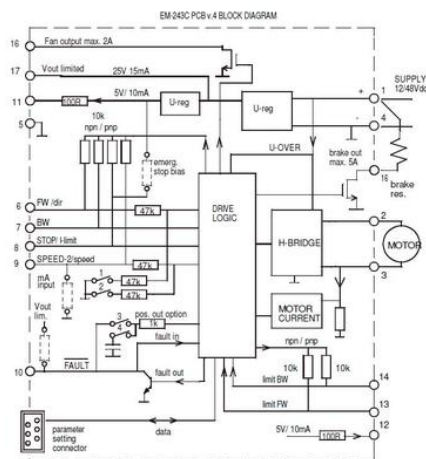 EM-243C PCB v.4 BLOCK DIAGRAM
16 Fan output max. 2A
17 Vout limited 25V 15mA
11 100R 5V/ 10mA U-reg U-reg + 1 SUPPLY 12/48Vdc
5 - 4
10k
npn / pnp
emerg. stop bias
U-OVER
brake out max. 5A
16 brake res.
6 FW /dir 47k
7 BW
8 STOP/ I-limit
9 SPEED-2/speed 47k
DRIVE LOGIC
H-BRIDGE
2
MOTOR
3
mA input
1 47k
2 47k
MOTOR CURRENT
Vout lim.
pos. out option
3 1k
4
fault in
npn / pnp
10k 10k
10 FAULT
fault out
limit BW 14
limit FW 13
12
5V/ 10mA 100R
parameter setting connector
data